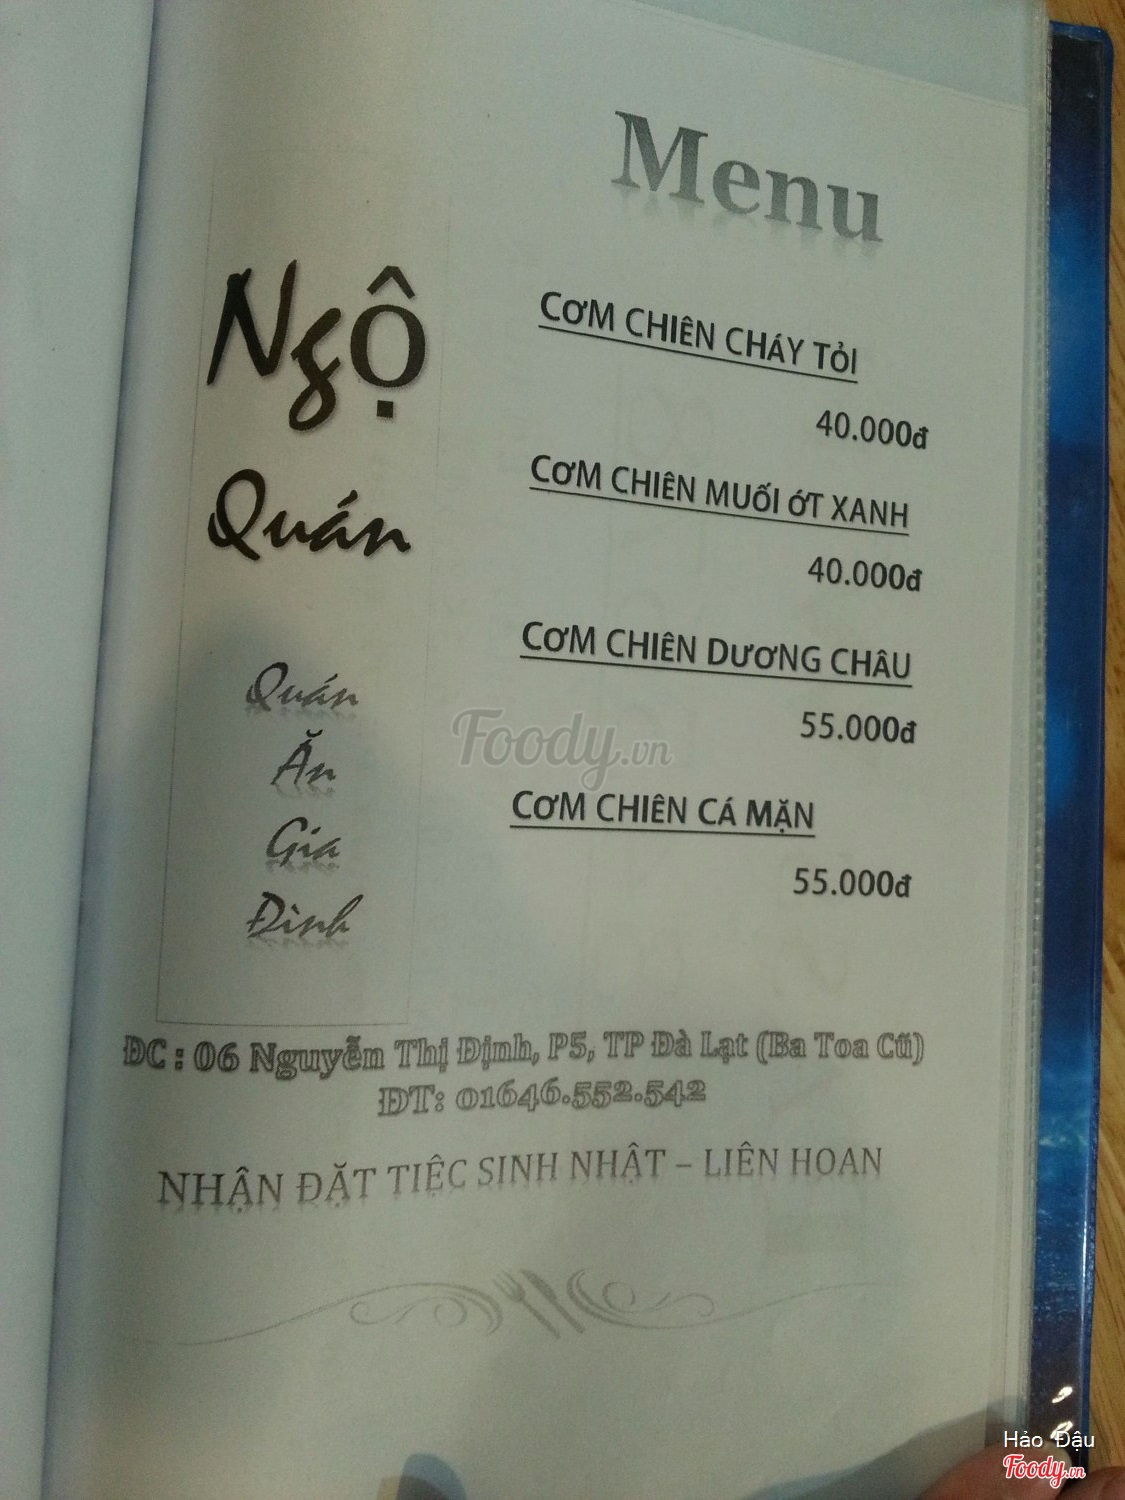 Menu
Ngộ
Quán
Quán
Ăn
Gia
Đình
CƠM CHIÊN CHÁY TỎI
40.000đ
CƠM CHIÊN MUỐI ỚT XANH
40.000đ
CƠM CHIÊN DƯƠNG CHÂU
55.000đ
CƠM CHIÊN CÁ MẶN
55.000đ
Foody.vn
ĐC : 06 Nguyễn Thị Định, P5, TP Đà Lạt (Ba Toa Cũ)
ĐT: 01646.552.542
NHẬN ĐẶT TIỆC SINH NHẬT – LIÊN HOAN
Hảo Đậu
Foody.vn